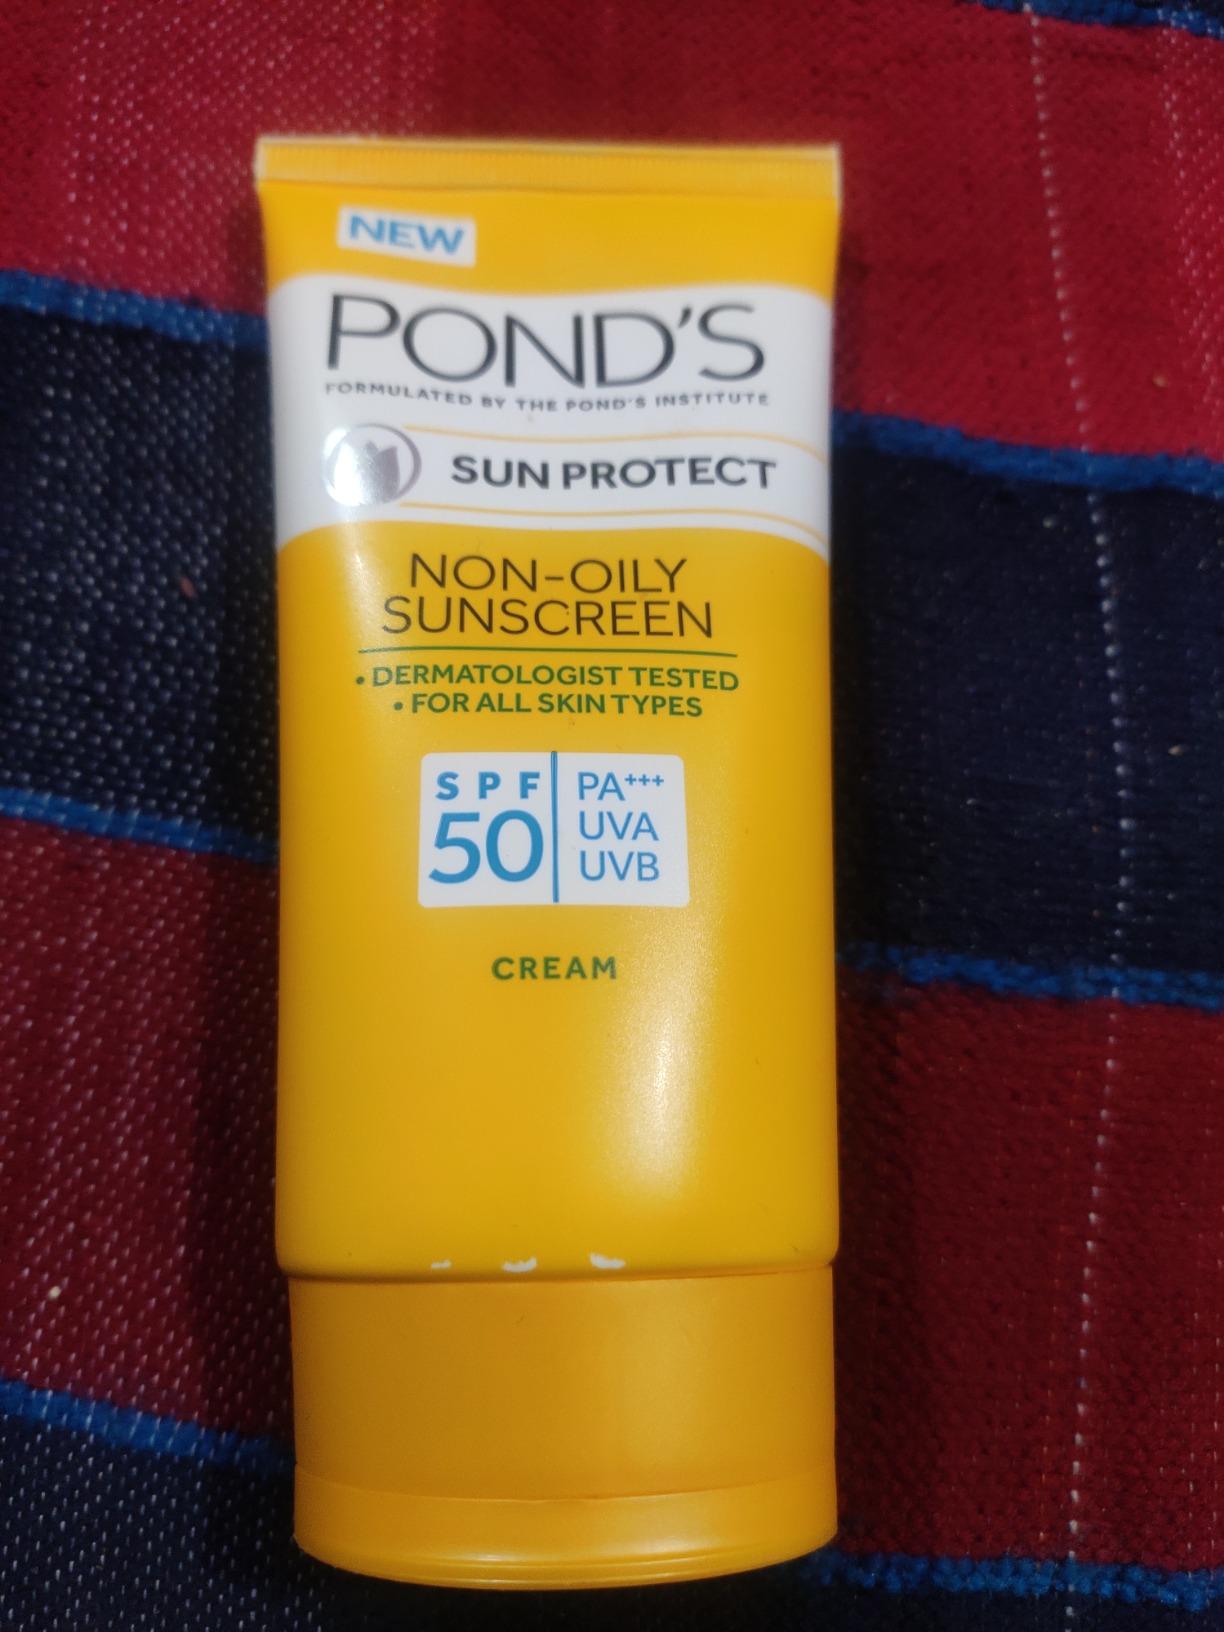 NEW
POND'S
FORMULATED BY THE POND'S INSTITUTE
SUN PROTECT
NON-OILY
SUNSCREEN
• DERMATOLOGIST TESTED
• FOR ALL SKIN TYPES
SPF
50
PA+++
UVA
UVB
CREAM